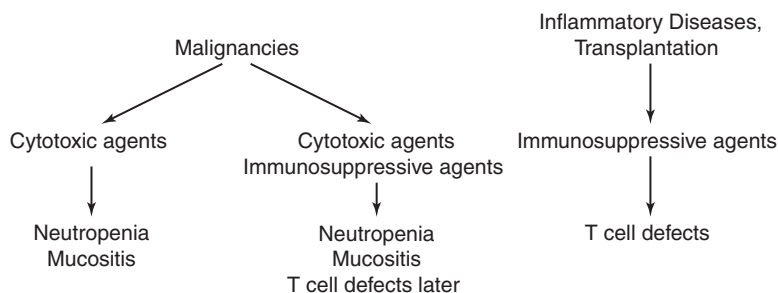 Malignancies
Inflammatory Diseases,
Transplantation
Cytotoxic agents
Cytotoxic agents
Immunosuppressive agents
Immunosuppressive agents
Neutropenia
Mucositis
Neutropenia
Mucositis
T cell defects later
T cell defects